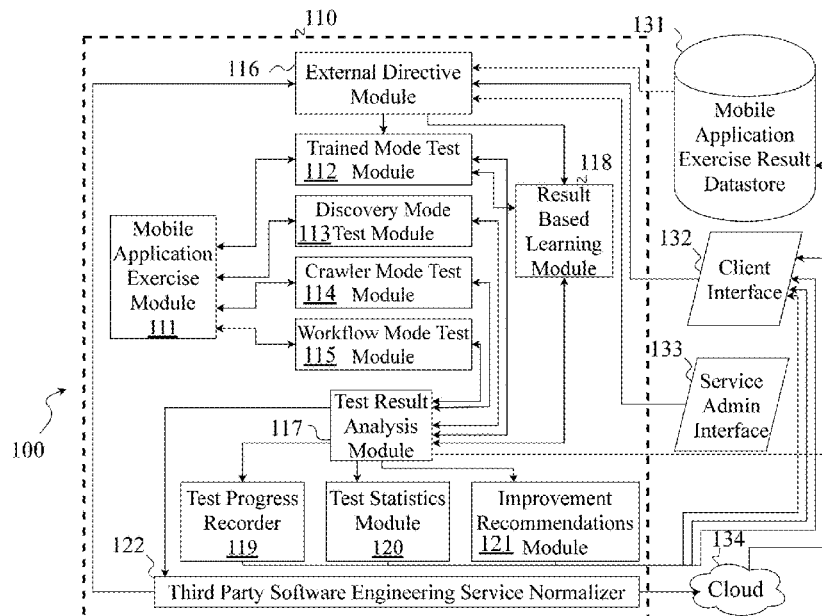 110
131
116
External Directive
Module
Mobile
Application
Exercise Result
Datastore
Trained Mode Test
112 Module
118
Result
Based
Learning
Module
Discovery Mode
113 Test Module
Mobile
Application
Exercise
Module
111
Crawler Mode Test
114 Module
132
Client
Interface
Workflow Mode Test
115 Module
133
Service
Admin
Interface
100
117
Test Result
Analysis
Module
Test Progress
Recorder
119
Test Statistics
Module
120
Improvement
Recommendations
121 Module
122
134
Third Party Software Engineering Service Normalizer
Cloud